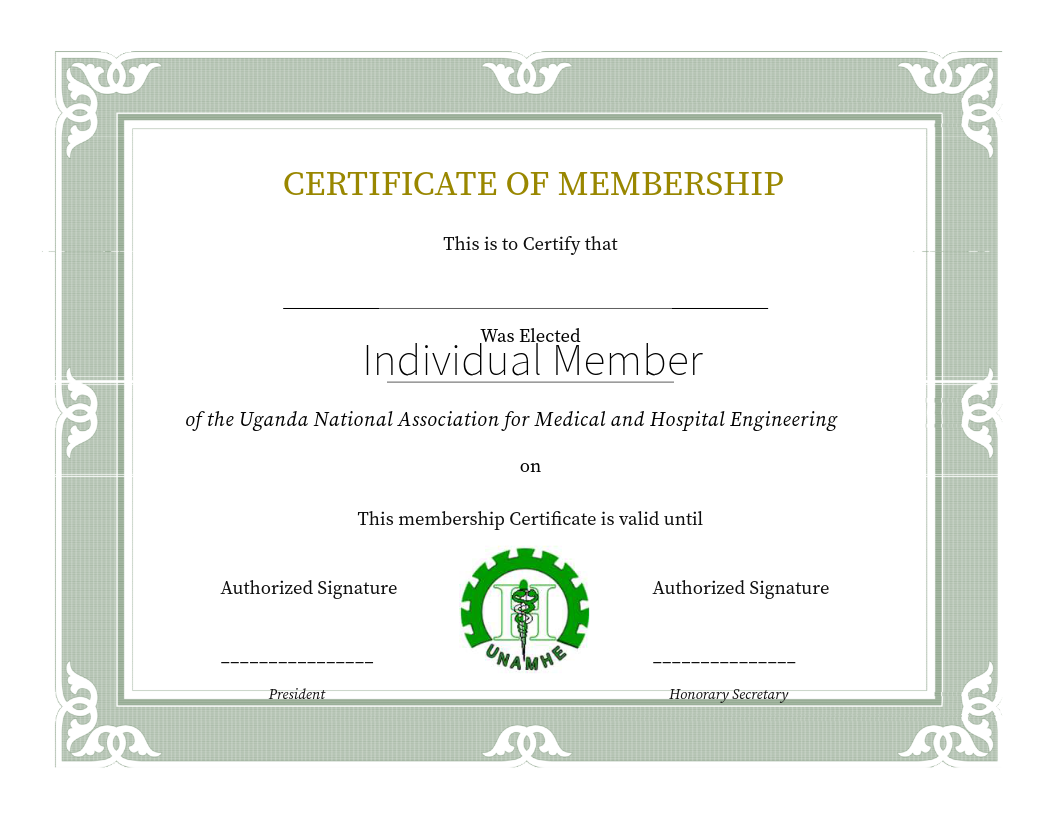 CERTIFICATE OF MEMBERSHIP
This is to Certify that
Was Elected
Individual Member
of the Uganda National Association for Medical and Hospital Engineering
on
This membership Certificate is valid until
Authorized Signature Authorized Signature
H
UNAMHE
________________ _______________
President Honorary Secretary